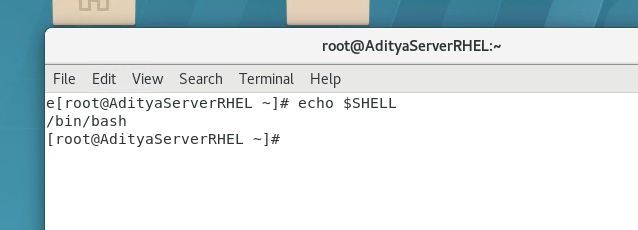 root@AdityaServerRHEL:~
File Edit View Search Terminal Help
e[root@AdityaServerRHEL ~]# echo $SHELL
/bin/bash
[root@AdityaServerRHEL ~]#